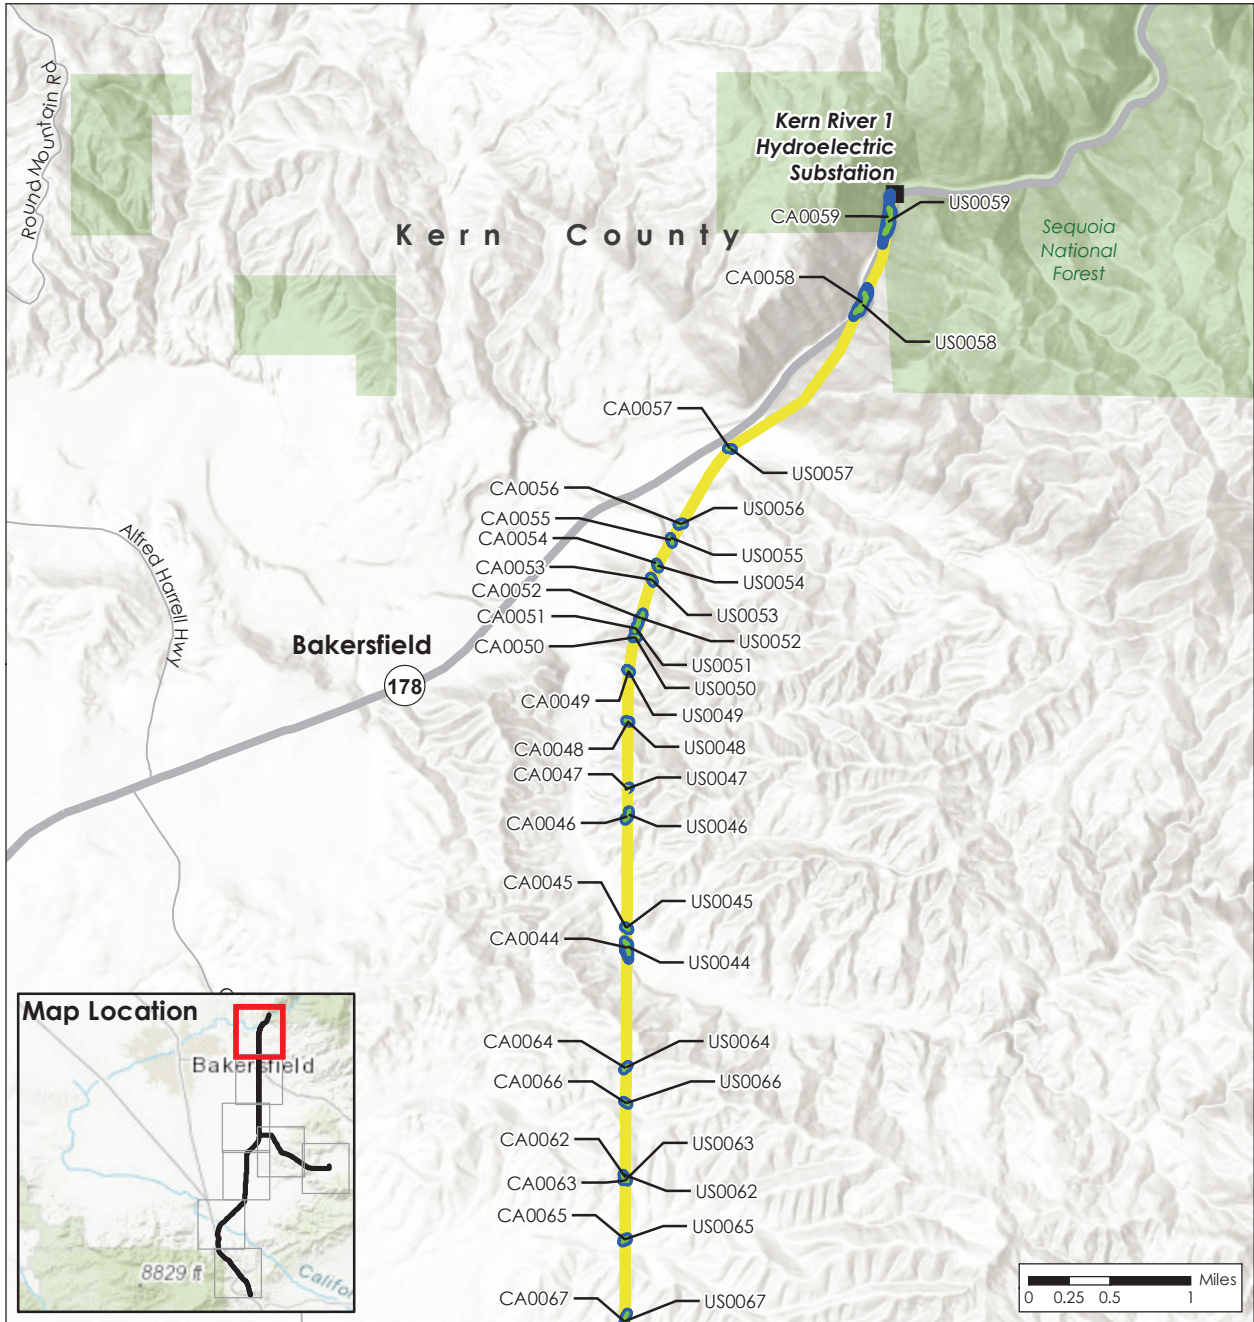 Round Mountain Rd
Kern River 1
Hydroelectric
Substation
CA0059
US0059
Kern County
Sequoia
National
Forest
CA0058
US0058
CA0057
US0057
CA0056
US0056
CA0055
US0055
CA0054
US0054
CA0053
US0053
CA0052
US0052
CA0051
US0051
CA0050
US0050
Alfred Harrell Hwy
Bakersfield
178
CA0049
US0049
CA0048
US0048
CA0047
US0047
CA0046
US0046
CA0045
US0045
CA0044
US0044
CA0064
US0064
CA0066
US0066
CA0062
US0063
CA0063
US0062
CA0065
US0065
CA0067
US0067
Map Location
Bakersfield
8829 ft
Califo
Miles
0 0.25 0.5 1